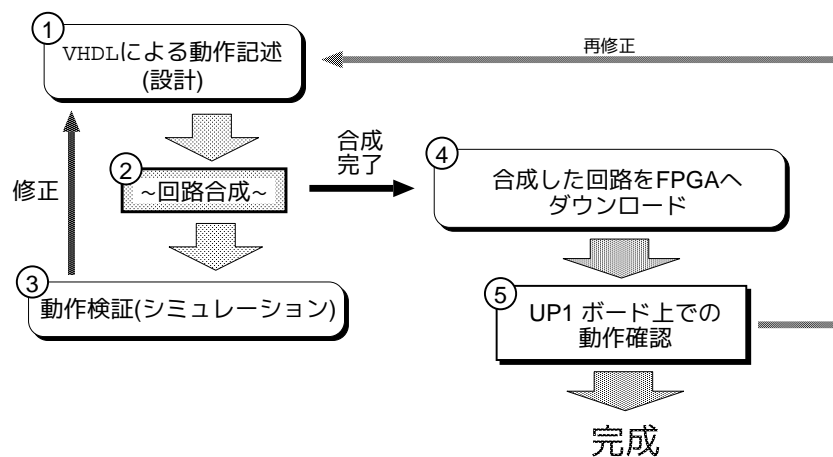 ①
VHDLによる動作記述
(設計)
再修正
②
~回路合成~
合成
完了
修正
③
動作検証(シミュレーション)
④
合成した回路をFPGAへ
ダウンロード
⑤
UP1 ボード上での
動作確認
完成